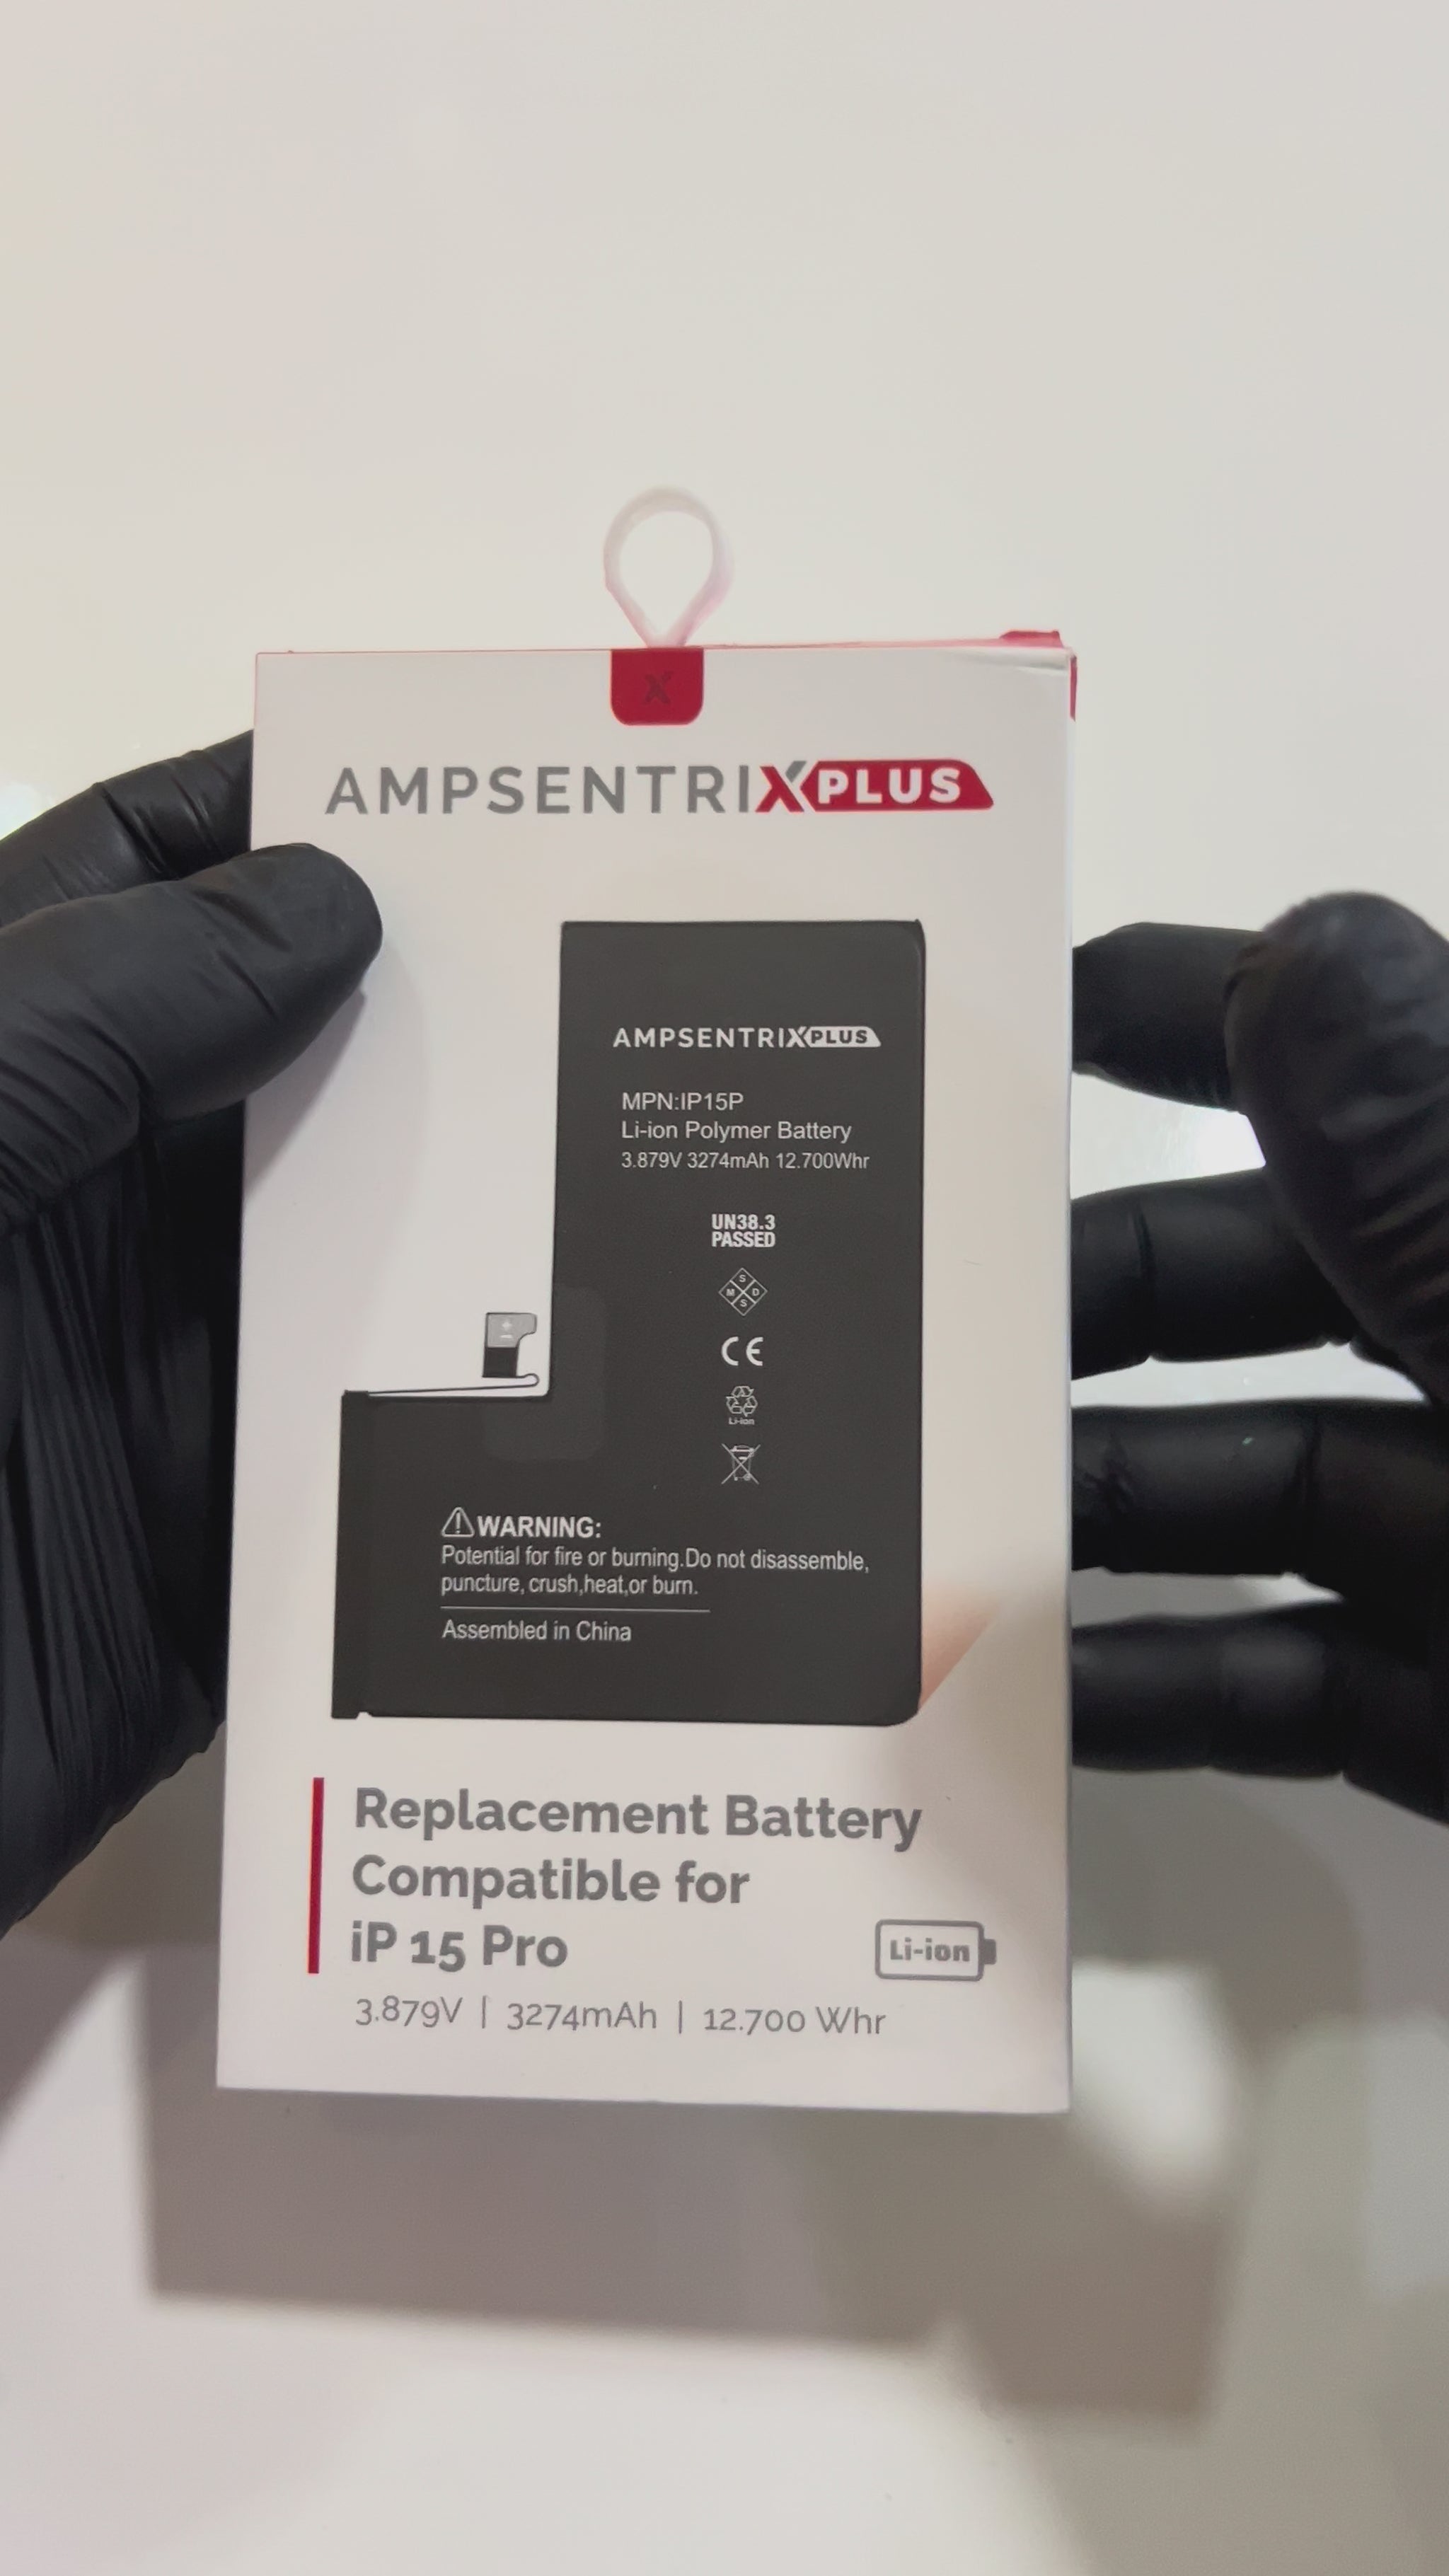 X
AMPSENTRIXPLUS
AMPSENTRIXPLUS
MPN:IP15P
Li-ion Polymer Battery
3.879V 3274mAh 12.700Whr
UN38.3
PASSED
S
M D
S
CE
Li-ion
WARNING:
Potential for fire or burning.Do not disassemble,
puncture, crush,heat,or burn.
Assembled in China
Replacement Battery
Compatible for
iP 15 Pro
Li-ion
3.879V | 3274mAh | 12.700 Whr